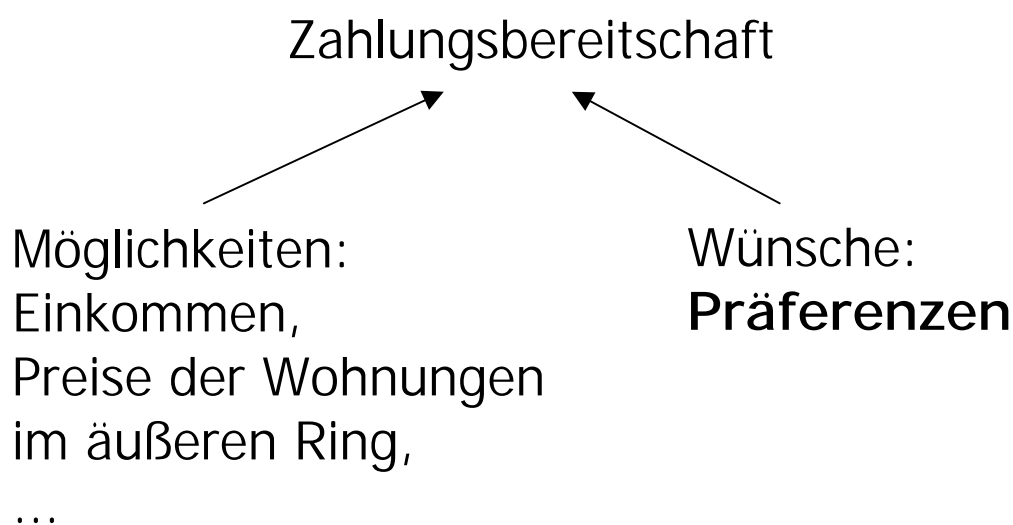 Zahlungsbereitschaft
Möglichkeiten:
Einkommen,
Preise der Wohnungen
im äußeren Ring,
...
Wünsche:
Präferenzen